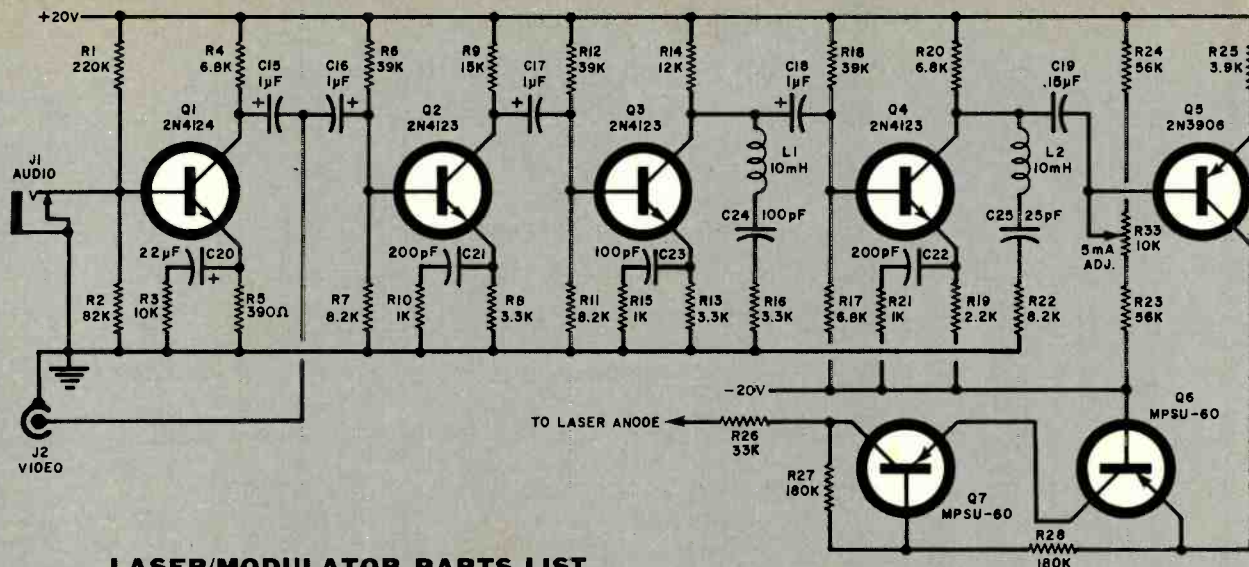 +20V
R1
220K
R4
6.8K
C15
1µF
C16
1µF
R6
39K
R9
15K
C17
1µF
R12
39K
R14
12K
C18
1µF
R18
39K
R20
6.8K
C19
.15µF
R24
56K
R25
3.9K
Q1
2N4124
Q2
2N4123
Q3
2N4123
Q4
2N4123
Q5
2N3906
J1
AUDIO
L1
10mH
L2
10mH
C24 100pF
C25 25pF
R33
10K
5mA
ADJ.
22µF C20
200pF C21
100pF C23
200pF C22
R2
82K
R3
10K
R5
390Ω
R7
8.2K
R10
1K
R8
3.3K
R11
8.2K
R15
1K
R13
3.3K
R16
3.3K
R17
6.8K
R21
1K
R19
2.2K
R22
8.2K
R23
56K
-20V
J2
VIDEO
TO LASER ANODE
R26
33K
R27
180K
Q7
MPSU-60
Q6
MPSU-60
R28
180K